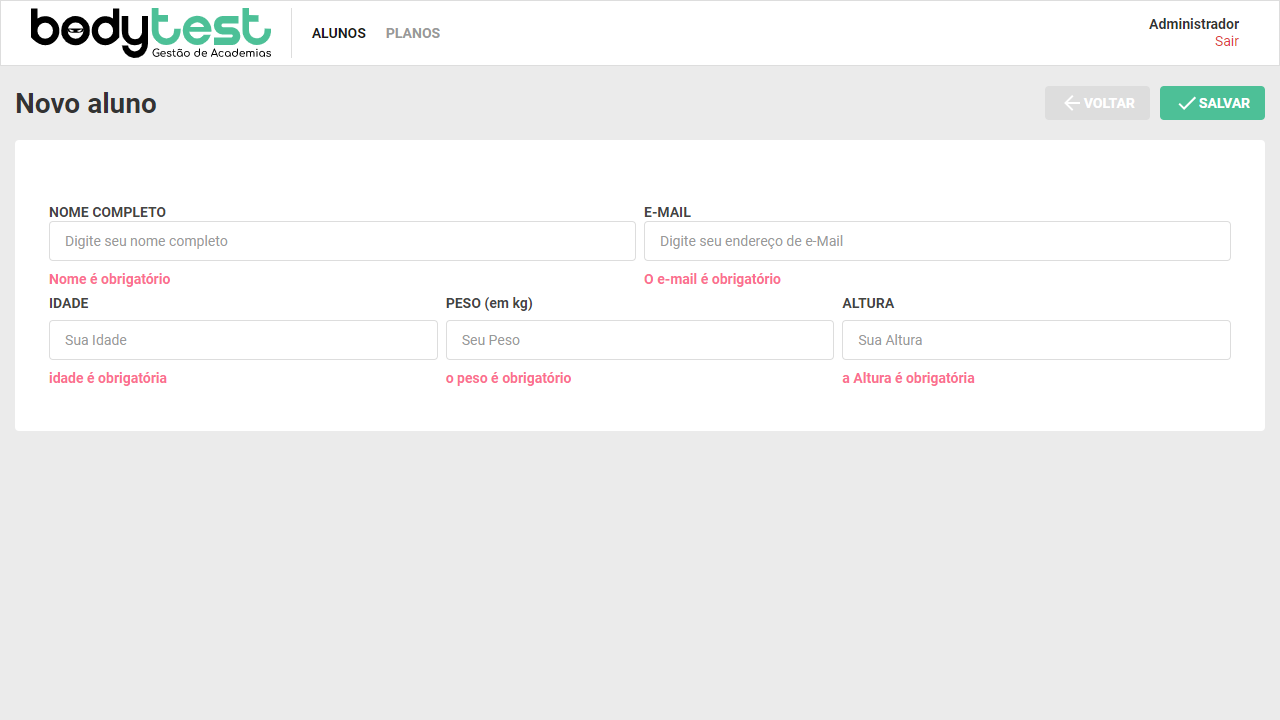 bodytest
Gestão de Academias
ALUNOS
PLANOS
Administrador
Sair
Novo aluno
VOLTAR
SALVAR
NOME COMPLETO
E-MAIL
Digite seu nome completo
Digite seu endereço de e-Mail
Nome é obrigatório
O e-mail é obrigatório
IDADE
PESO (em kg)
ALTURA
Sua Idade
Seu Peso
Sua Altura
idade é obrigatória
o peso é obrigatório
a Altura é obrigatória